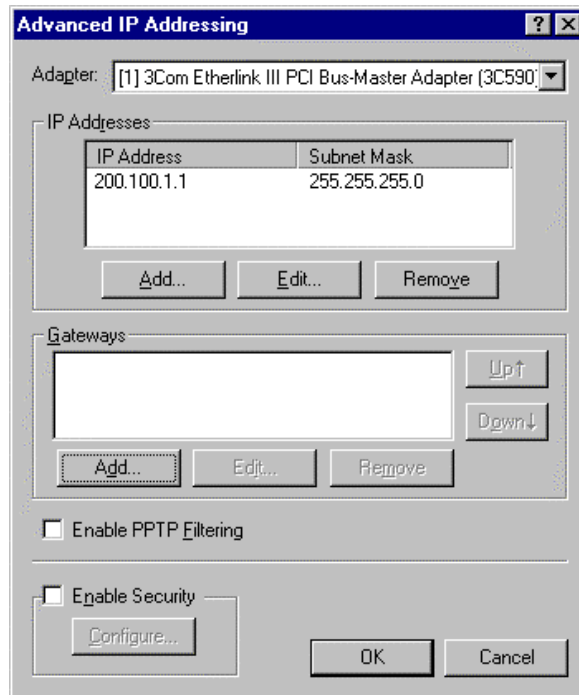 Advanced IP Addressing
Adapter: [1] 3Com Etherlink III PCI Bus-Master Adapter (3C590)
IP Addresses
IP Address Subnet Mask
200.100.1.1 255.255.255.0
Add... Edit... Remove
Gateways
Up↑
Down↓
Add... Edit... Remove
Enable PPTP Filtering
Enable Security
Configure...
OK Cancel